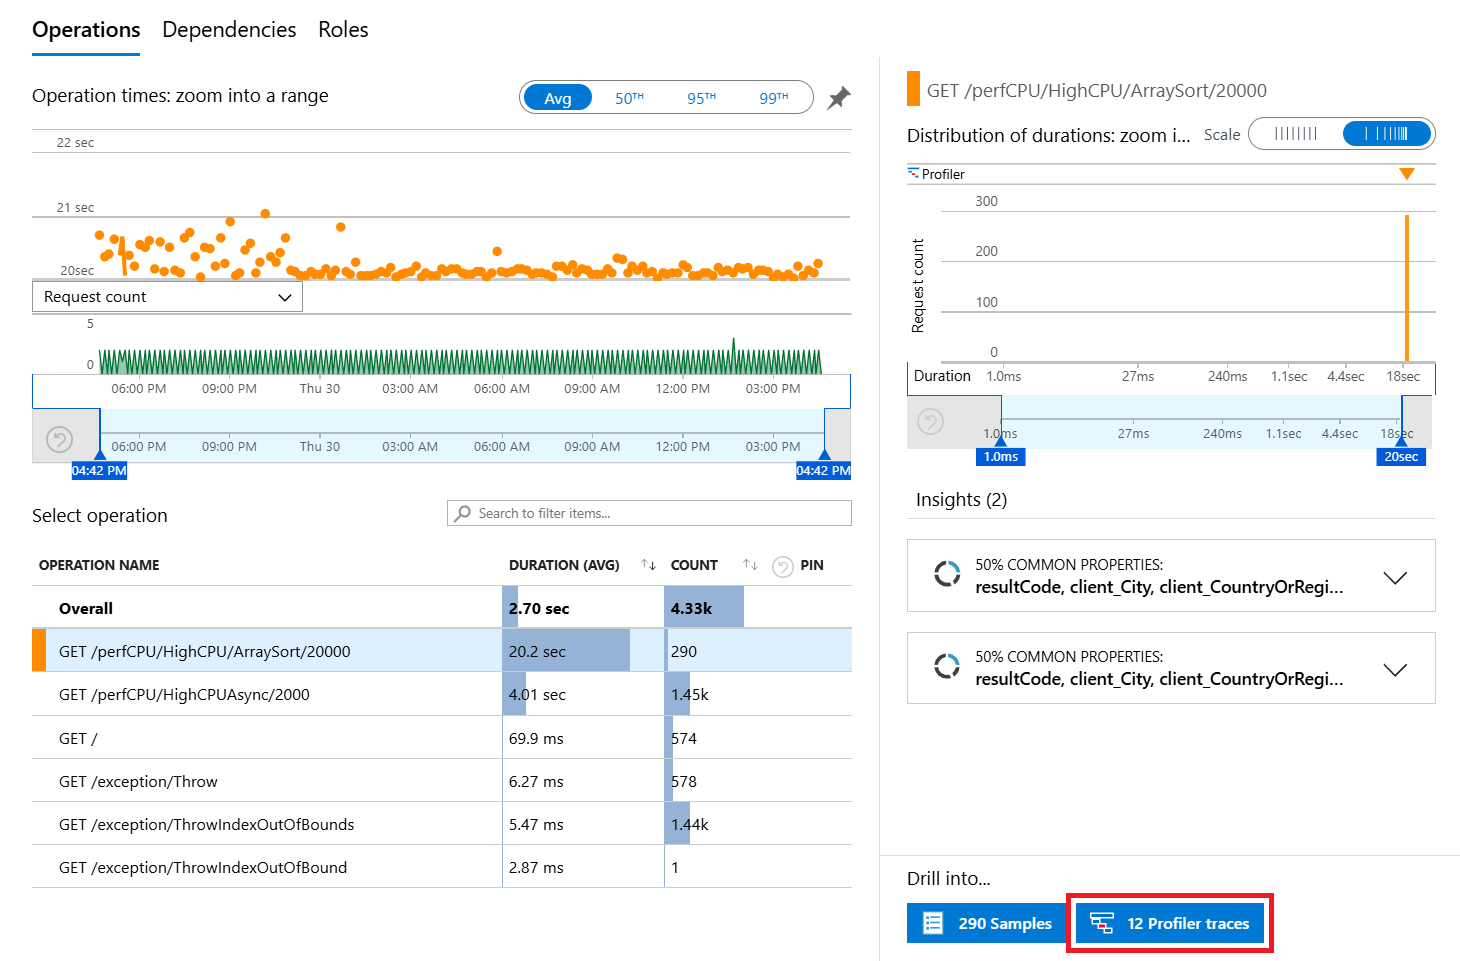 Operations Dependencies Roles
Operation times: zoom into a range
Avg 50TH 95TH 99TH
22 sec
21 sec
20sec
Request count
5
0
06:00 PM 09:00 PM Thu 30 03:00 AM 06:00 AM 09:00 AM 12:00 PM 03:00 PM
06:00 PM 09:00 PM Thu 30 03:00 AM 06:00 AM 09:00 AM 12:00 PM 03:00 PM
04:42 PM 04:42 PM
Select operation
Search to filter items...
OPERATION NAME DURATION (AVG) COUNT PIN
Overall 2.70 sec 4.33k
GET /perfCPU/HighCPU/ArraySort/20000 20.2 sec 290
GET /perfCPU/HighCPUAsync/2000 4.01 sec 1.45k
GET / 69.9 ms 574
GET /exception/Throw 6.27 ms 578
GET /exception/ThrowIndexOutOfBounds 5.47 ms 1.44k
GET /exception/ThrowIndexOutOfBound 2.87 ms 1
GET /perfCPU/HighCPU/ArraySort/20000
Distribution of durations: zoom i... Scale
Profiler
300
200
100
0
Request count
Duration 1.0ms 27ms 240ms 1.1sec 4.4sec 18sec
1.0ms 27ms 240ms 1.1sec 4.4sec 18sec
1.0ms 20sec
Insights (2)
50% COMMON PROPERTIES:
resultCode, client_City, client_CountryOrRegi...
50% COMMON PROPERTIES:
resultCode, client_City, client_CountryOrRegi...
Drill into...
290 Samples 12 Profiler traces